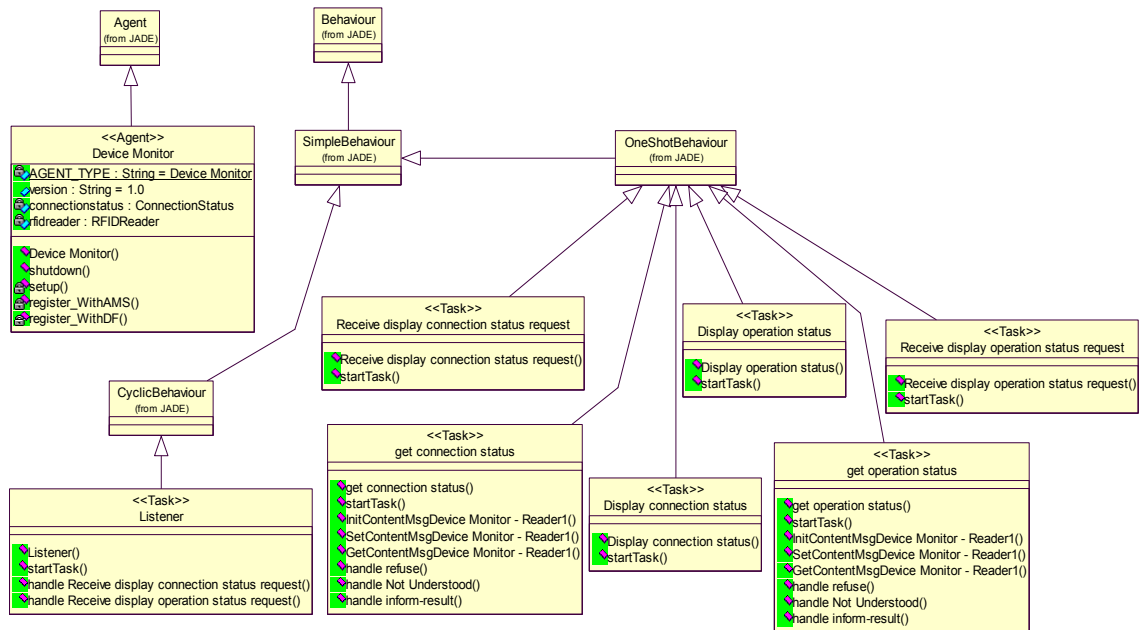 Agent
(from JADE)
Behaviour
(from JADE)
<<Agent>>
Device Monitor
AGENT_TYPE : String = Device Monitor
version : String = 1.0
connectionstatus : ConnectionStatus
rfidreader : RFIDReader
Device Monitor()
shutdown()
setup()
register_WithAMS()
register_WithDF()
SimpleBehaviour
(from JADE)
OneShotBehaviour
(from JADE)
<<Task>>
Receive display connection status request
Receive display connection status request()
startTask()
<<Task>>
Display operation status
Display operation status()
startTask()
<<Task>>
Receive display operation status request
Receive display operation status request()
startTask()
CyclicBehaviour
(from JADE)
<<Task>>
Listener
Listener()
startTask()
handle Receive display connection status request()
handle Receive display operation status request()
<<Task>>
get connection status
get connection status()
startTask()
InitContentMsgDevice Monitor - Reader1()
SetContentMsgDevice Monitor - Reader1()
GetContentMsgDevice Monitor - Reader1()
handle refuse()
handle Not Understood()
handle inform-result()
<<Task>>
Display connection status
Display connection status()
startTask()
<<Task>>
get operation status
get operation status()
startTask()
InitContentMsgDevice Monitor - Reader1()
SetContentMsgDevice Monitor - Reader1()
GetContentMsgDevice Monitor - Reader1()
handle refuse()
handle Not Understood()
handle inform-result()